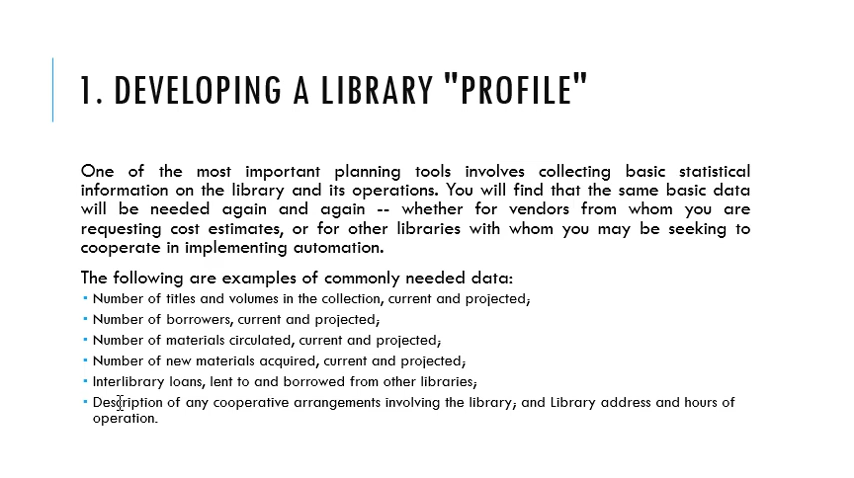 1. DEVELOPING A LIBRARY "PROFILE"
One of the most important planning tools involves collecting basic statistical
information on the library and its operations. You will find that the same basic data
will be needed again and again -- whether for vendors from whom you are
requesting cost estimates, or for other libraries with whom you may be seeking to
cooperate in implementing automation.
The following are examples of commonly needed data:
▪ Number of titles and volumes in the collection, current and projected;
▪ Number of borrowers, current and projected;
▪ Number of materials circulated, current and projected;
▪ Number of new materials acquired, current and projected;
▪ Interlibrary loans, lent to and borrowed from other libraries;
▪ Description of any cooperative arrangements involving the library; and Library address and hours of
operation.